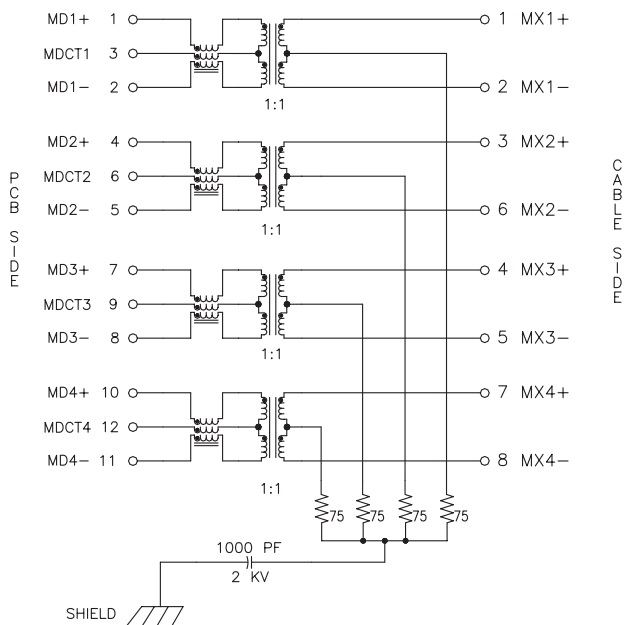 MD1+ 1 1 MX1+
MDCT1 3
MD1− 2 2 MX1−
1:1
MD2+ 4 3 MX2+
MDCT2 6
MD2− 5 6 MX2−
1:1
PCB SIDE
CABLE SIDE
MD3+ 7 4 MX3+
MDCT3 9
MD3− 8 5 MX3−
1:1
MD4+ 10 7 MX4+
MDCT4 12
MD4− 11 8 MX4−
1:1
75 75 75 75
1000 PF
2 KV
SHIELD